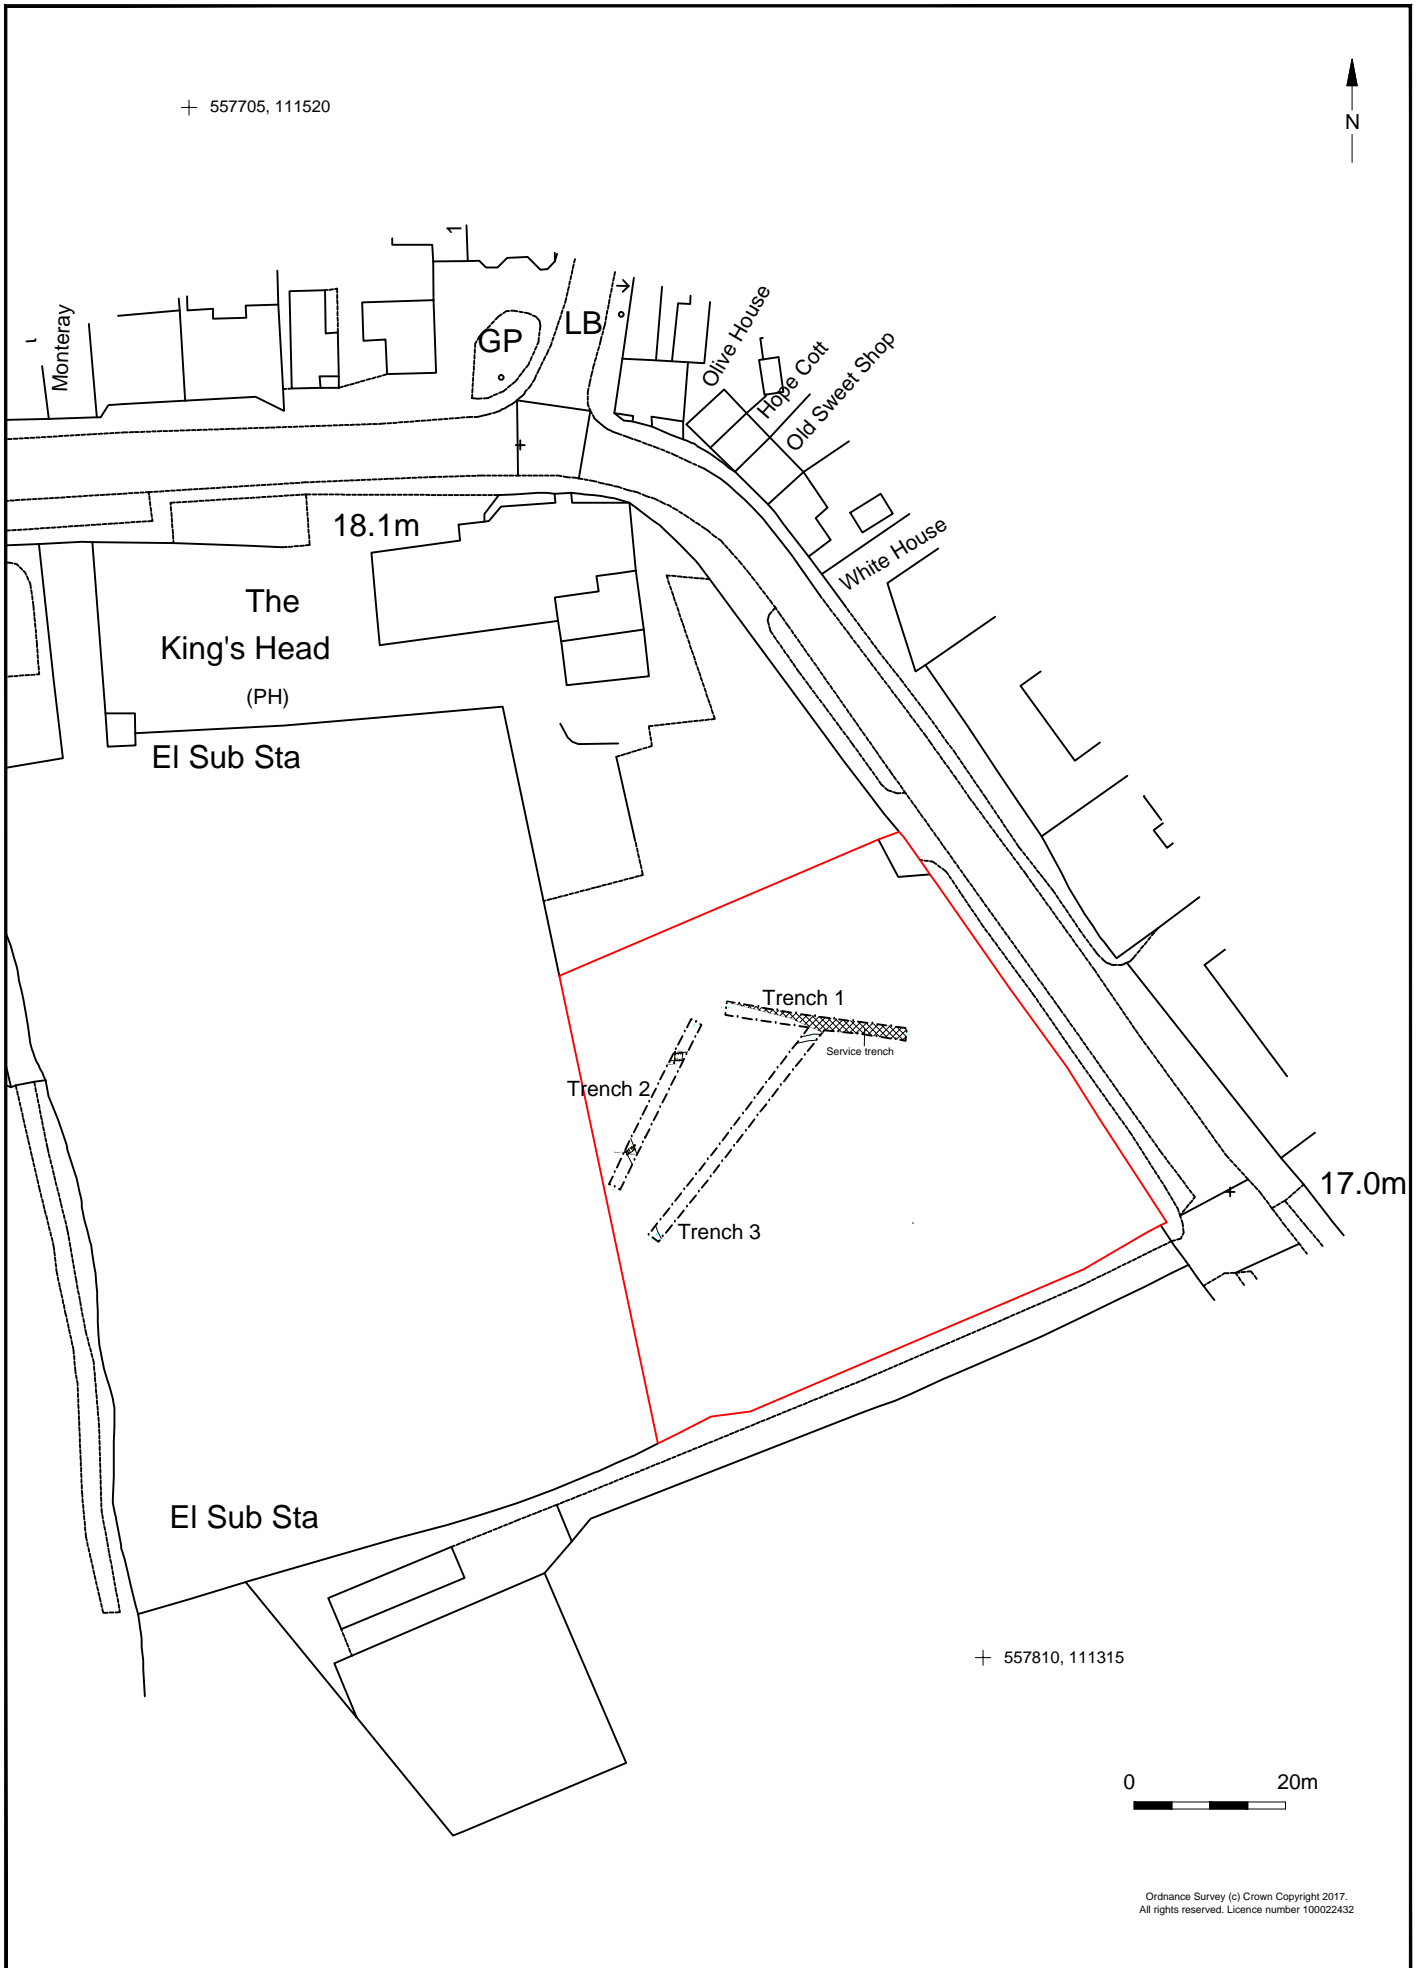 557705, 111520
N
1
1
Monteray
GP
LB
Olive House
Hope Cott
Old Sweet Shop
18.1m
White House
The
King's Head
(PH)
El Sub Sta
Trench 1
Service trench
Trench 2
17.0m
Trench 3
El Sub Sta
557810, 111315
0 20m
Ordnance Survey (c) Crown Copyright 2017.
All rights reserved. Licence number 100022432